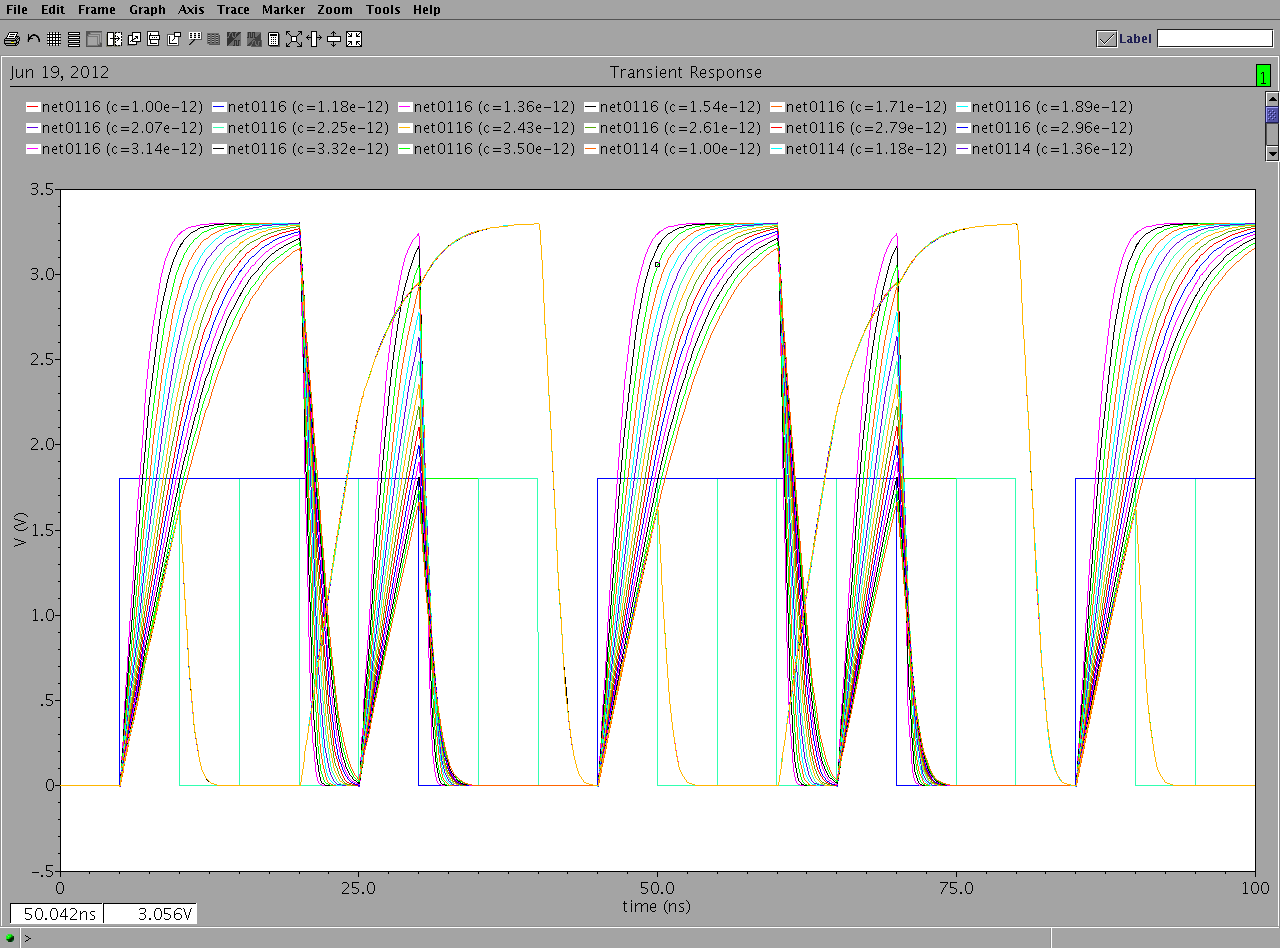 File Edit Frame Graph Axis Trace Marker Zoom Tools Help
Label
Jun 19, 2012 Transient Response 1
net0116 (c=1.00e-12) net0116 (c=1.18e-12) net0116 (c=1.36e-12) net0116 (c=1.54e-12) net0116 (c=1.71e-12) net0116 (c=1.89e-12)
net0116 (c=2.07e-12) net0116 (c=2.25e-12) net0116 (c=2.43e-12) net0116 (c=2.61e-12) net0116 (c=2.79e-12) net0116 (c=2.96e-12)
net0116 (c=3.14e-12) net0116 (c=3.32e-12) net0116 (c=3.50e-12) net0114 (c=1.00e-12) net0114 (c=1.18e-12) net0114 (c=1.36e-12)
3.5
3.0
2.5
2.0
1.5
1.0
.5
0
-.5
V (V)
0 25.0 50.0 75.0 100
time (ns)
50.042ns 3.056V
>